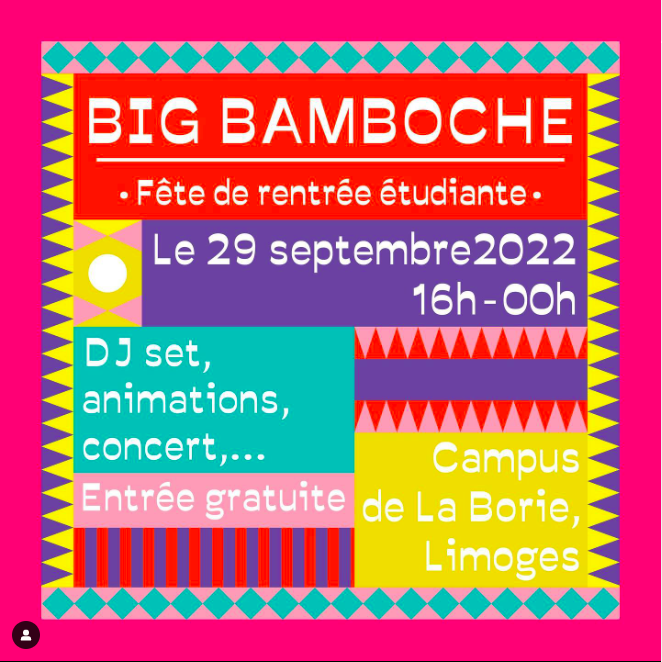 BIG BAMBOCHE
• Fête de rentrée étudiante •
Le 29 septembre2022
16h-00h
DJ set,
animations,
concert,...
Entrée gratuite
Campus
de La Borie,
Limoges